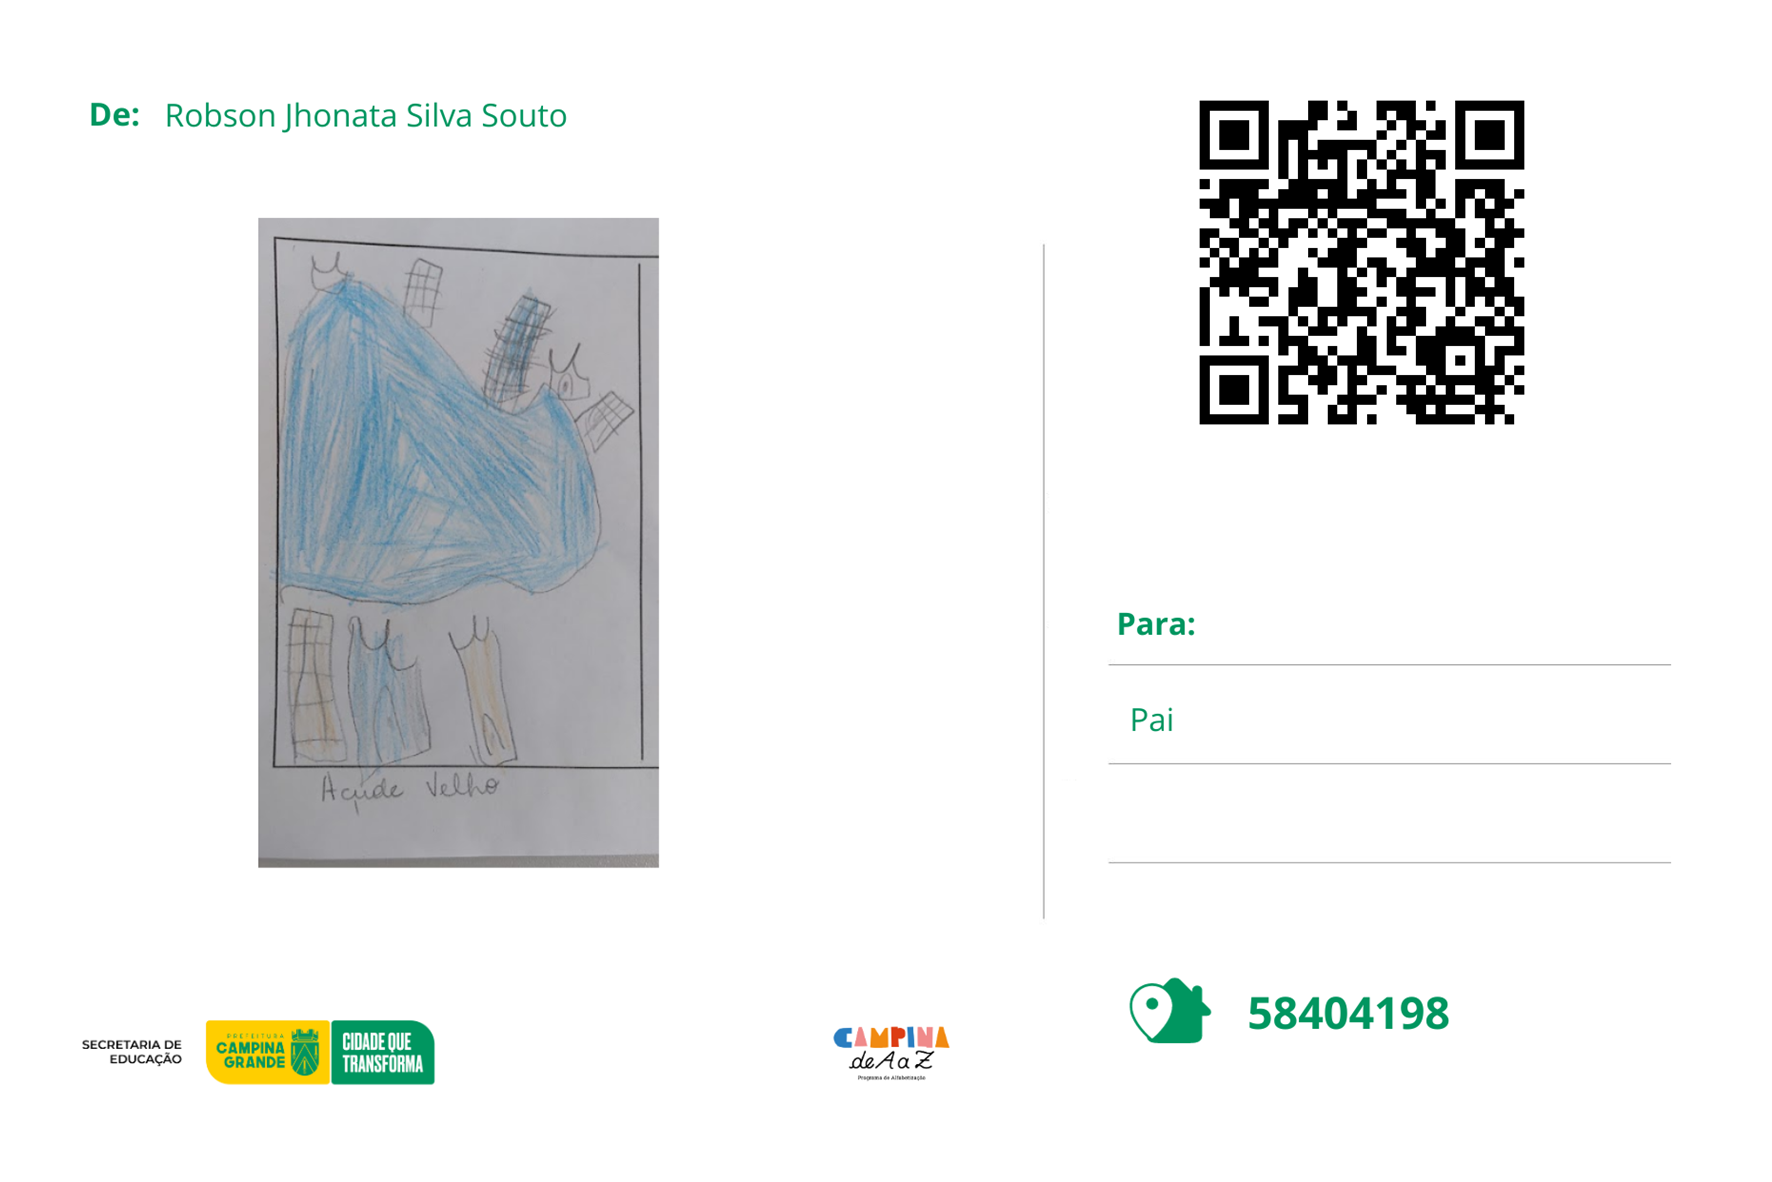 De: Robson Jhonata Silva Souto
Açude Velho
Para:
Pai
58404198
SECRETARIA DE
EDUCAÇÃO
PREFEITURA
CAMPINA
GRANDE
CIDADE QUE
TRANSFORMA
CAMPINA
de A a Z
Programa de Alfabetização